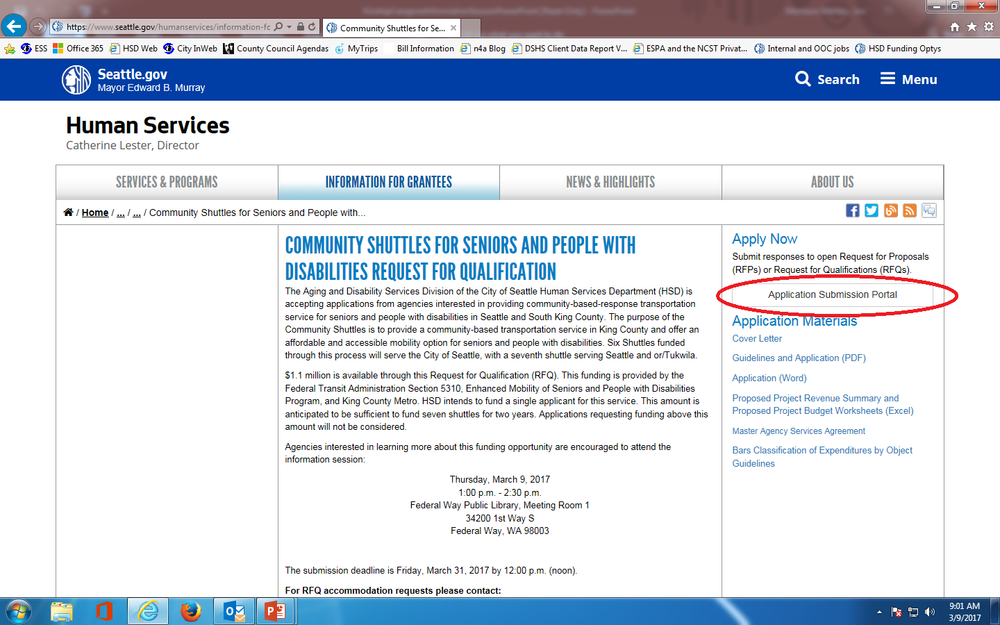 https://www.seattle.gov/humanservices/information-fc
Community Shuttles for Se...
ESS
Office 365
HSD Web
City InWeb
County Council Agendas
MyTrips
Bill Information
n4a Blog
DSHS Client Data Report V...
ESPA and the NCST Privat...
Internal and OOC jobs
HSD Funding Optys
Seattle.gov
Mayor Edward B. Murray
Search
Menu
Human Services
Catherine Lester, Director
SERVICES & PROGRAMS
INFORMATION FOR GRANTEES
NEWS & HIGHLIGHTS
ABOUT US
/ Home / ... / ... / Community Shuttles for Seniors and People with...
COMMUNITY SHUTTLES FOR SENIORS AND PEOPLE WITH
DISABILITIES REQUEST FOR QUALIFICATION
The Aging and Disability Services Division of the City of Seattle Human Services Department (HSD) is
accepting applications from agencies interested in providing community-based-response transportation
service for seniors and people with disabilities in Seattle and South King County. The purpose of the
Community Shuttles is to provide a community-based transportation service in King County and offer an
affordable and accessible mobility option for seniors and people with disabilities. Six Shuttles funded
through this process will serve the City of Seattle, with a seventh shuttle serving Seattle and or/Tukwila.
$1.1 million is available through this Request for Qualification (RFQ). This funding is provided by the
Federal Transit Administration Section 5310, Enhanced Mobility of Seniors and People with Disabilities
Program, and King County Metro. HSD intends to fund a single applicant for this service. This amount is
anticipated to be sufficient to fund seven shuttles for two years. Applications requesting funding above this
amount will not be considered.
Agencies interested in learning more about this funding opportunity are encouraged to attend the
information session:
Thursday, March 9, 2017
1:00 p.m. - 2:30 p.m.
Federal Way Public Library, Meeting Room 1
34200 1st Way S
Federal Way, WA 98003
The submission deadline is Friday, March 31, 2017 by 12:00 p.m. (noon).
For RFQ accommodation requests please contact:
Apply Now
Submit responses to open Request for Proposals
(RFPs) or Request for Qualifications (RFQs).
Application Submission Portal
Application Materials
Cover Letter
Guidelines and Application (PDF)
Application (Word)
Proposed Project Revenue Summary and
Proposed Project Budget Worksheets (Excel)
Master Agency Services Agreement
Bars Classification of Expenditures by Object
Guidelines
9:01 AM
3/9/2017